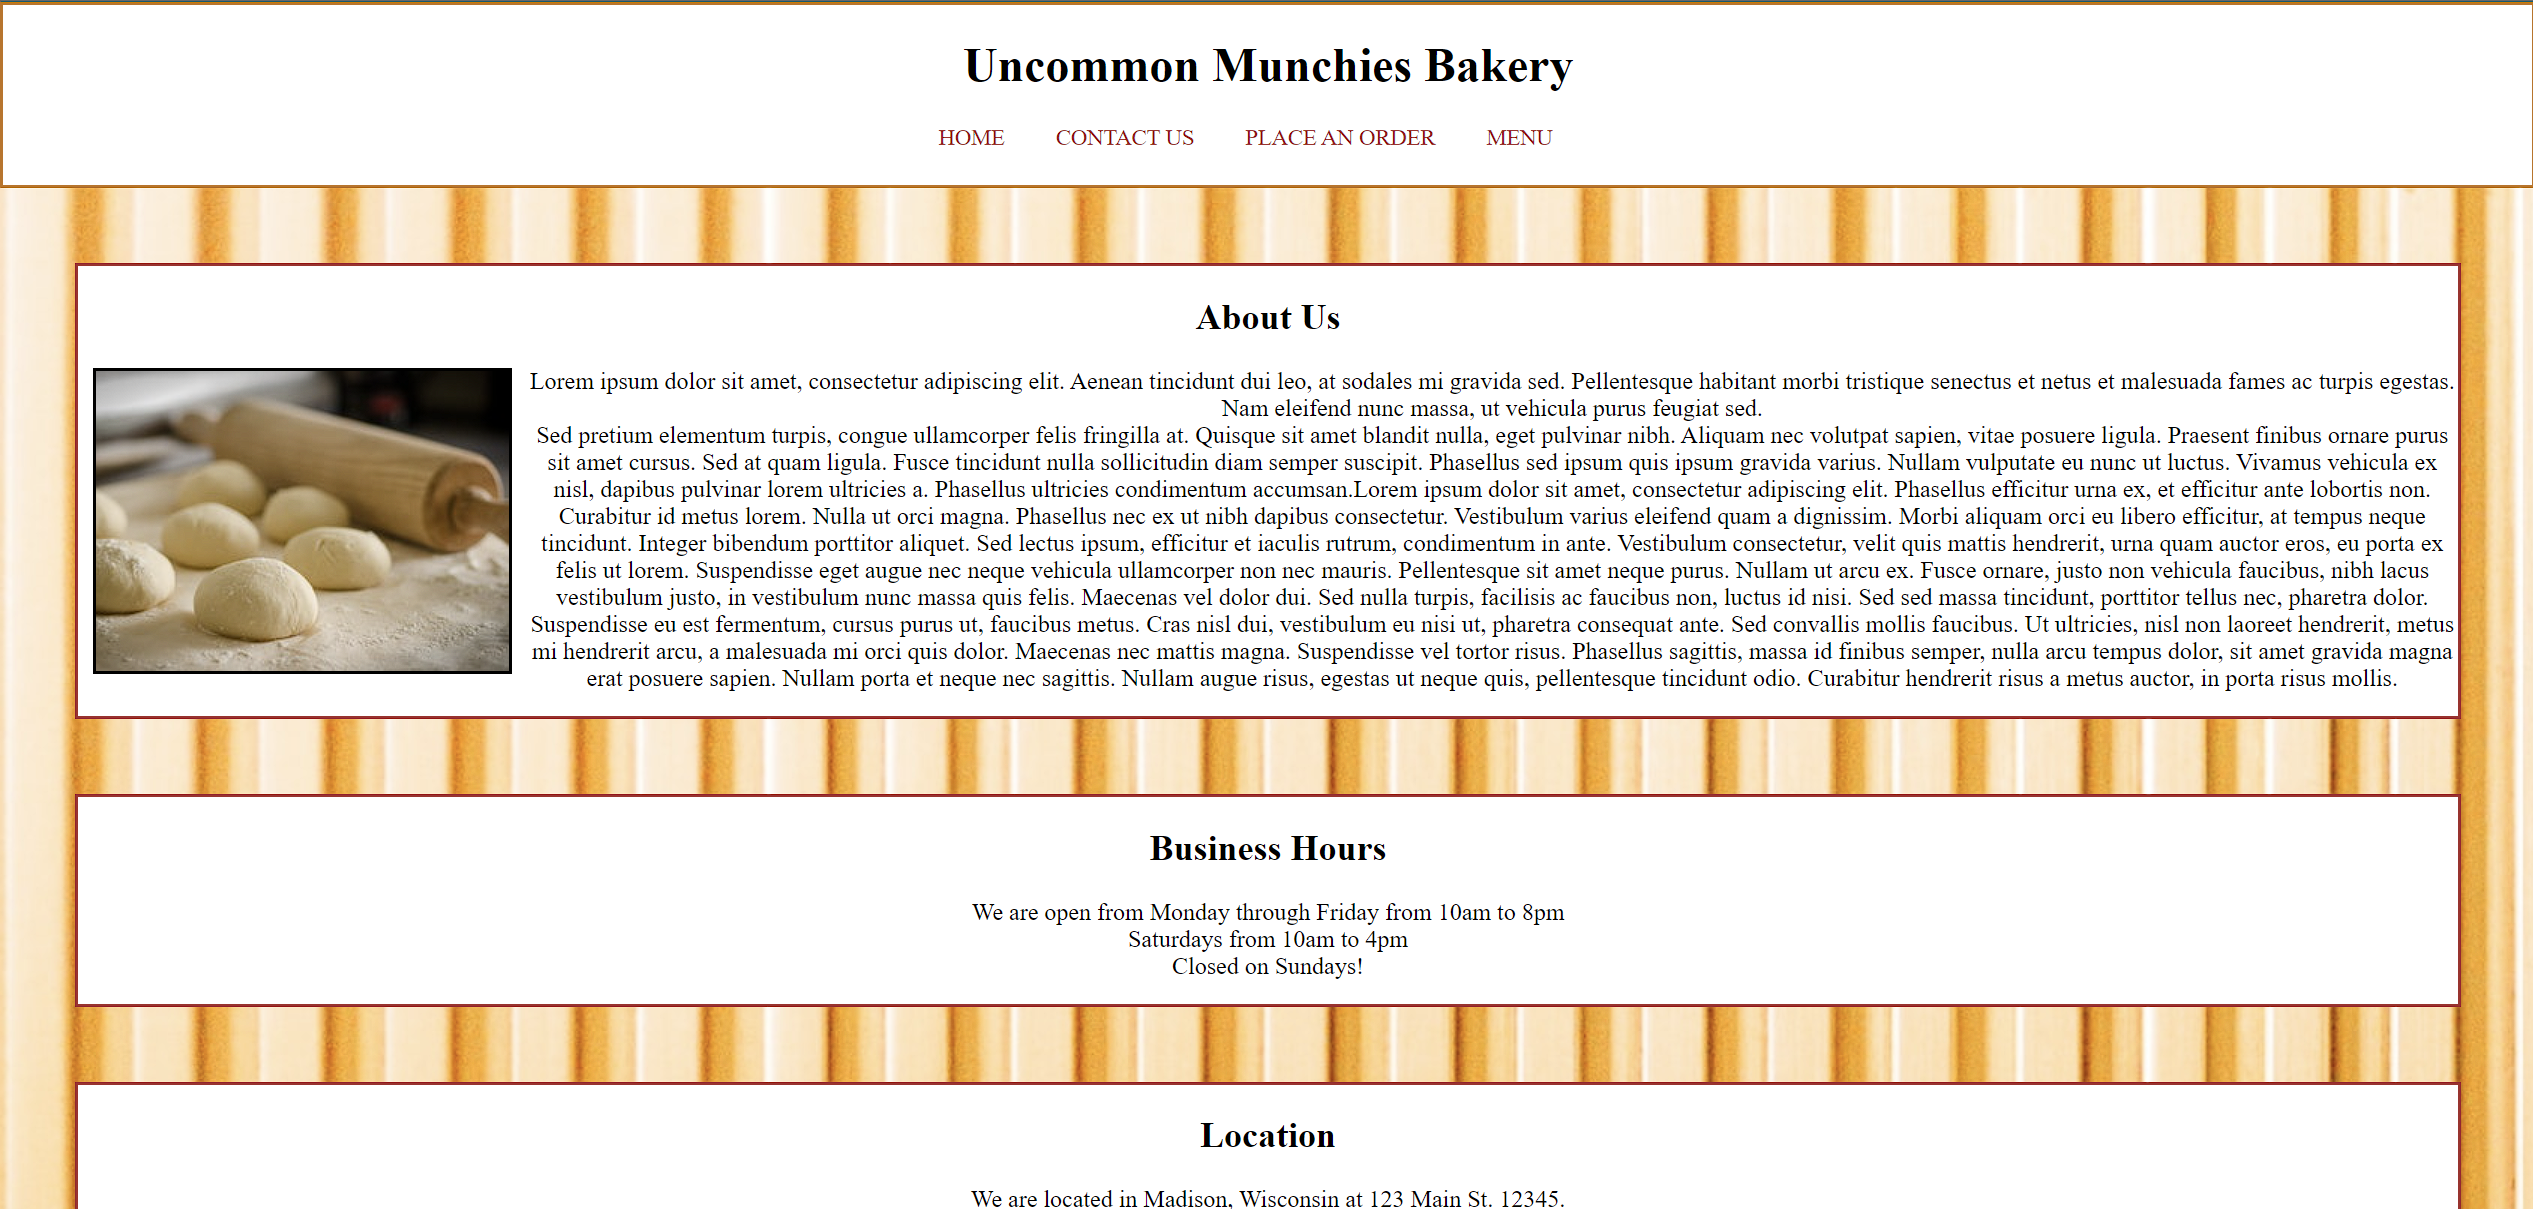 Uncommon Munchies Bakery
HOME CONTACT US PLACE AN ORDER MENU
About Us
Lorem ipsum dolor sit amet, consectetur adipiscing elit. Aenean tincidunt dui leo, at sodales mi gravida sed. Pellentesque habitant morbi tristique senectus et netus et malesuada fames ac turpis egestas.
Nam eleifend nunc massa, ut vehicula purus feugiat sed.
Sed pretium elementum turpis, congue ullamcorper felis fringilla at. Quisque sit amet blandit nulla, eget pulvinar nibh. Aliquam nec volutpat sapien, vitae posuere ligula. Praesent finibus ornare purus
sit amet cursus. Sed at quam ligula. Fusce tincidunt nulla sollicitudin diam semper suscipit. Phasellus sed ipsum quis ipsum gravida varius. Nullam vulputate eu nunc ut luctus. Vivamus vehicula ex
nisl, dapibus pulvinar lorem ultricies a. Phasellus ultricies condimentum accumsan.Lorem ipsum dolor sit amet, consectetur adipiscing elit. Phasellus efficitur urna ex, et efficitur ante lobortis non.
Curabitur id metus lorem. Nulla ut orci magna. Phasellus nec ex ut nibh dapibus consectetur. Vestibulum varius eleifend quam a dignissim. Morbi aliquam orci eu libero efficitur, at tempus neque
tincidunt. Integer bibendum porttitor aliquet. Sed lectus ipsum, efficitur et iaculis rutrum, condimentum in ante. Vestibulum consectetur, velit quis mattis hendrerit, urna quam auctor eros, eu porta ex
felis ut lorem. Suspendisse eget augue nec neque vehicula ullamcorper non nec mauris. Pellentesque sit amet neque purus. Nullam ut arcu ex. Fusce ornare, justo non vehicula faucibus, nibh lacus
vestibulum justo, in vestibulum nunc massa quis felis. Maecenas vel dolor dui. Sed nulla turpis, facilisis ac faucibus non, luctus id nisi. Sed sed massa tincidunt, porttitor tellus nec, pharetra dolor.
Suspendisse eu est fermentum, cursus purus ut, faucibus metus. Cras nisl dui, vestibulum eu nisi ut, pharetra consequat ante. Sed convallis mollis faucibus. Ut ultricies, nisl non laoreet hendrerit, metus
mi hendrerit arcu, a malesuada mi orci quis dolor. Maecenas nec mattis magna. Suspendisse vel tortor risus. Phasellus sagittis, massa id finibus semper, nulla arcu tempus dolor, sit amet gravida magna
erat posuere sapien. Nullam porta et neque nec sagittis. Nullam augue risus, egestas ut neque quis, pellentesque tincidunt odio. Curabitur hendrerit risus a metus auctor, in porta risus mollis.
Business Hours
We are open from Monday through Friday from 10am to 8pm
Saturdays from 10am to 4pm
Closed on Sundays!
Location
We are located in Madison, Wisconsin at 123 Main St. 12345.